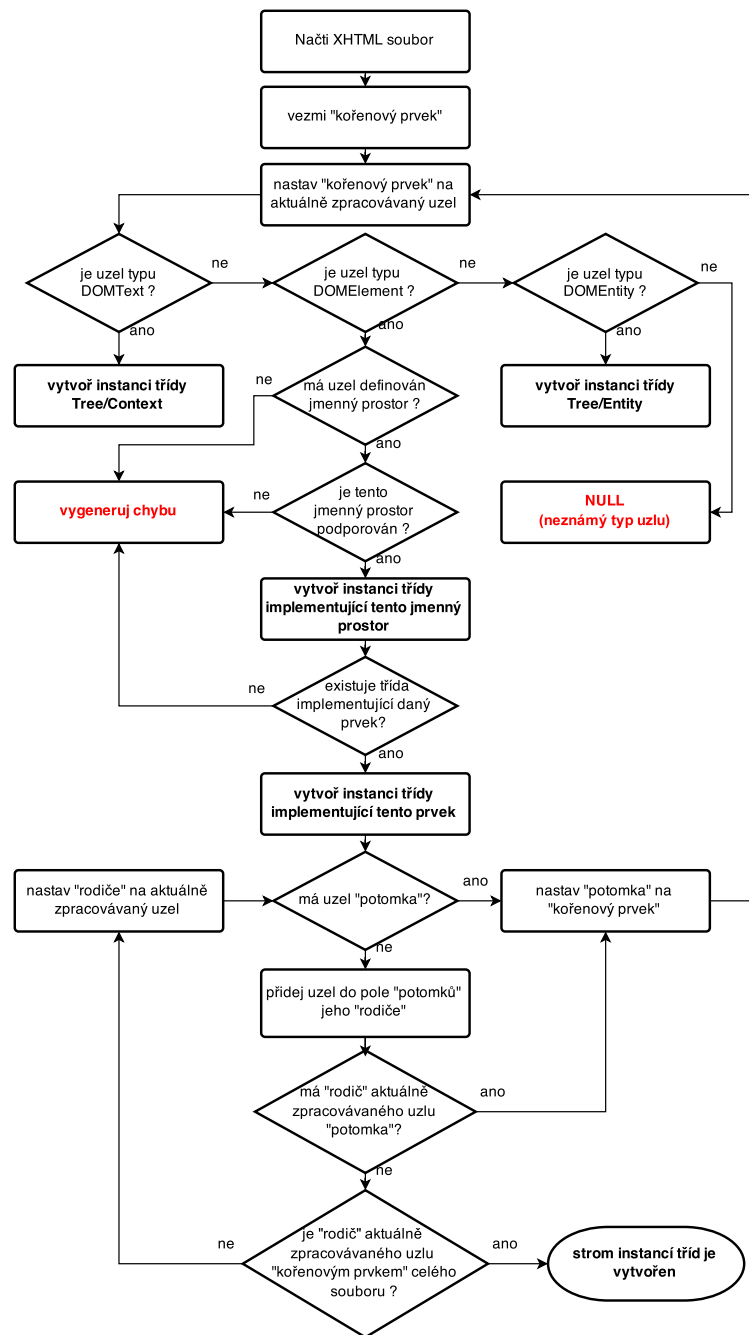 Načti XHTML soubor
vezmi "kořenový prvek"
nastav "kořenový prvek" na
aktuálně zpracovávaný uzel
je uzel typu
DOMText ?
ne
je uzel typu
DOMElement ?
ne
je uzel typu
DOMEntity ?
ne
ano
ano
ano
vytvoř instanci třídy
Tree/Context
ne
má uzel definován
jmenný prostor ?
vytvoř instanci třídy
Tree/Entity
ano
vygeneruj chybu
ne
je tento
jmenný prostor
podporován ?
NULL
(neznámý typ uzlu)
ano
vytvoř instanci třídy
implementující tento jmenný
prostor
ne
existuje třída
implementující daný
prvek?
ano
vytvoř instanci třídy
implementující tento prvek
nastav "rodiče" na aktuálně
zpracovávaný uzel
má uzel "potomka"?
ano
nastav "potomka" na
"kořenový prvek"
ne
přidej uzel do pole "potomků"
jeho "rodiče"
má "rodič" aktuálně
zpracovávaného uzlu
"potomka"?
ano
ne
ne
je "rodič" aktuálně
zpracovávaného uzlu
"kořenovým prvkem" celého
souboru ?
ano
strom instancí tříd je
vytvořen